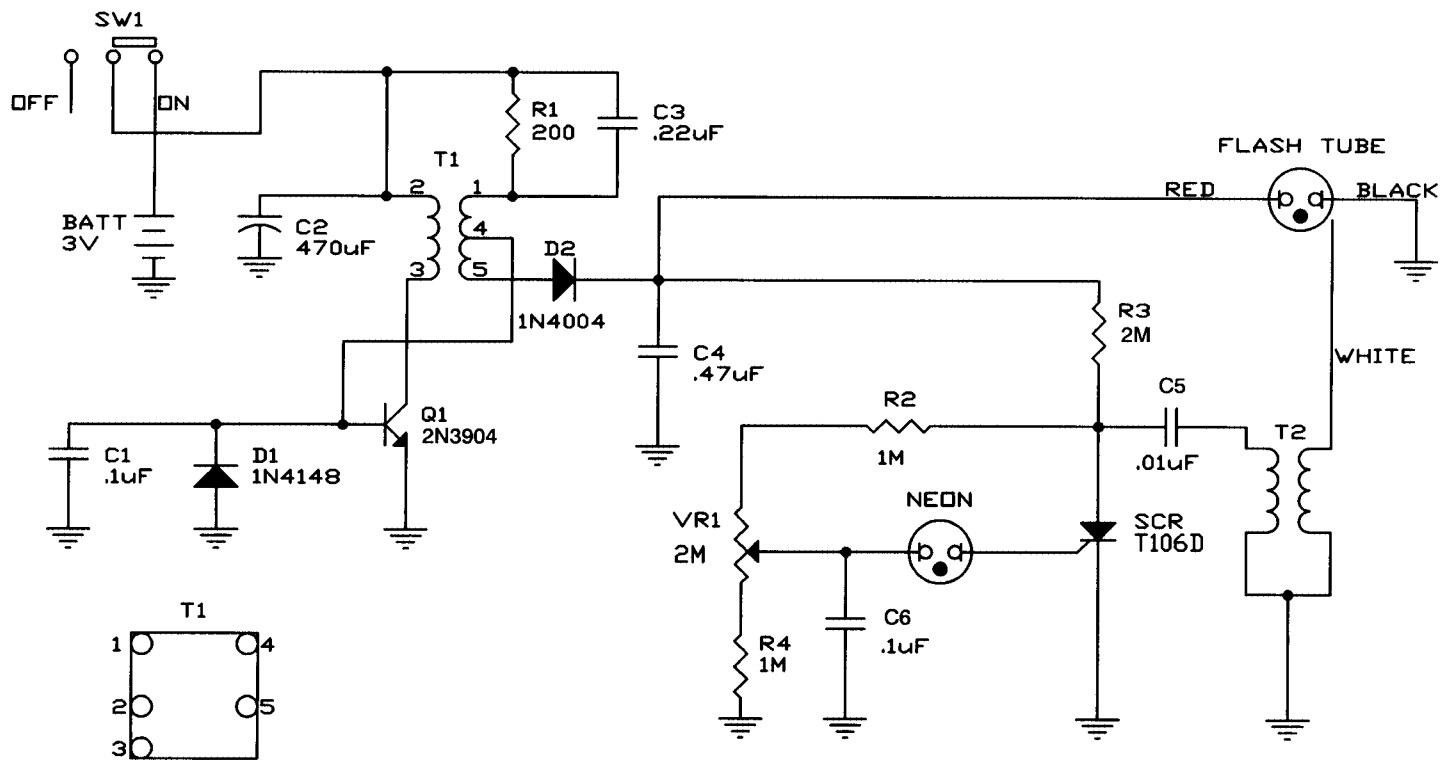 SW1
OFF
ON
BATT
3V
C2
470uF
T1
2
3
1
4
5
R1
200
C3
.22uF
D2
1N4004
C4
.47uF
FLASH TUBE
RED
BLACK
WHITE
R3
2M
C1
.1uF
D1
1N4148
Q1
2N3904
R2
1M
C5
.01uF
T2
VR1
2M
NEON
SCR
T106D
R4
1M
C6
.1uF
T1
1
4
2
5
3